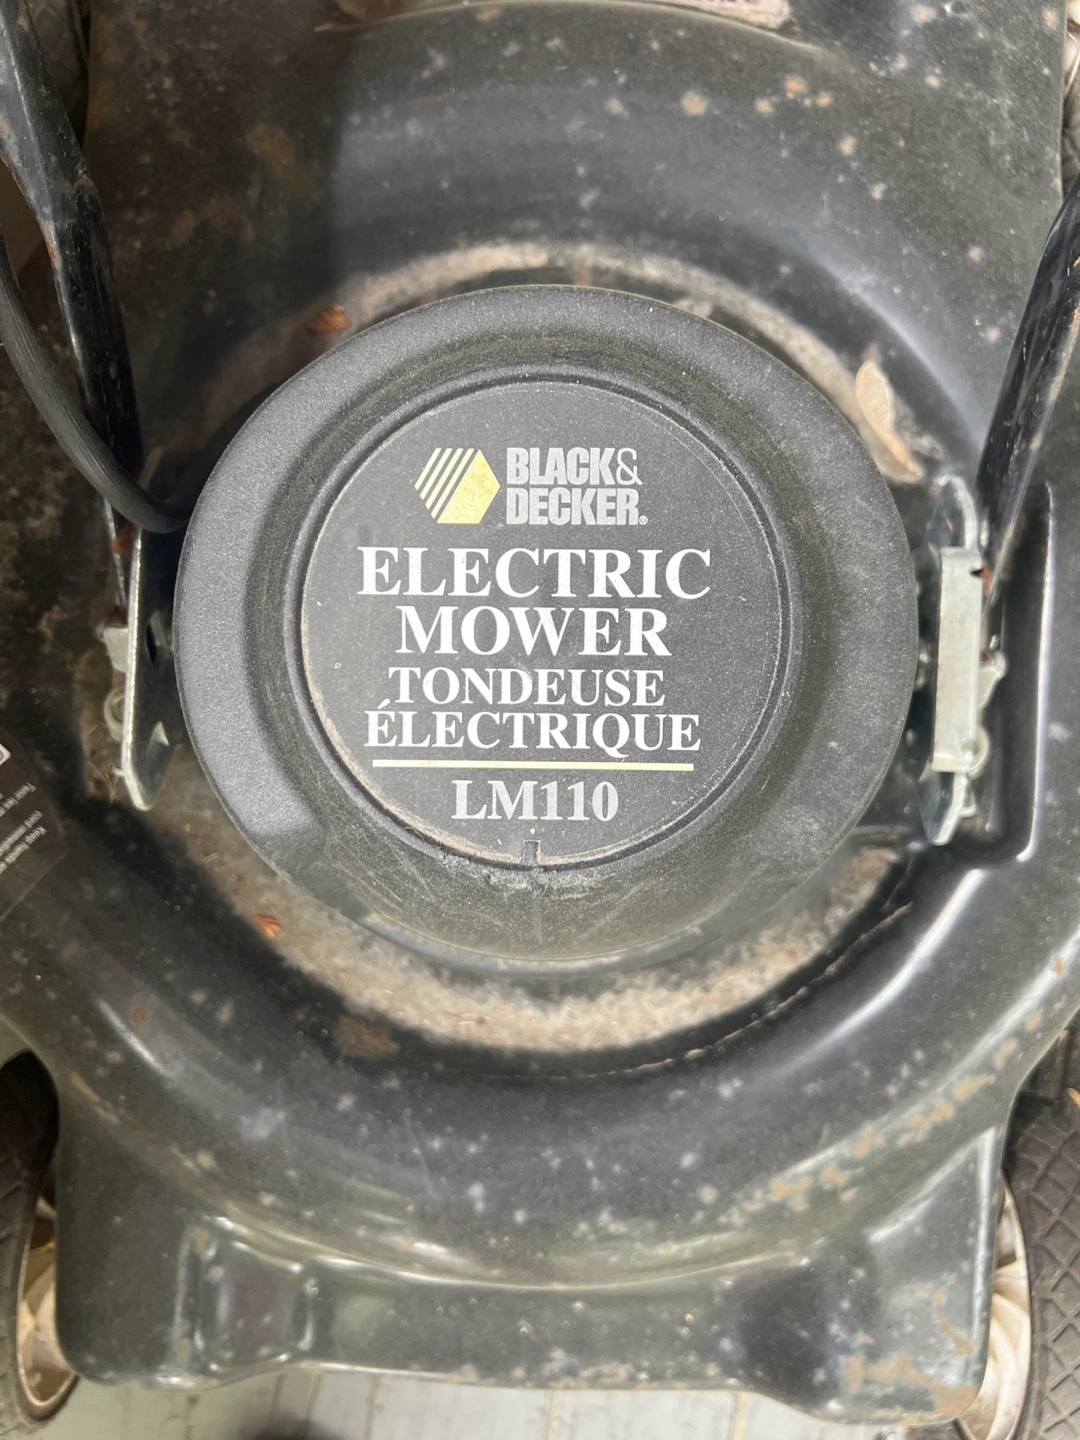 BLACK&
DECKER®
ELECTRIC
MOWER
TONDEUSE
ÉLECTRIQUE
LM110